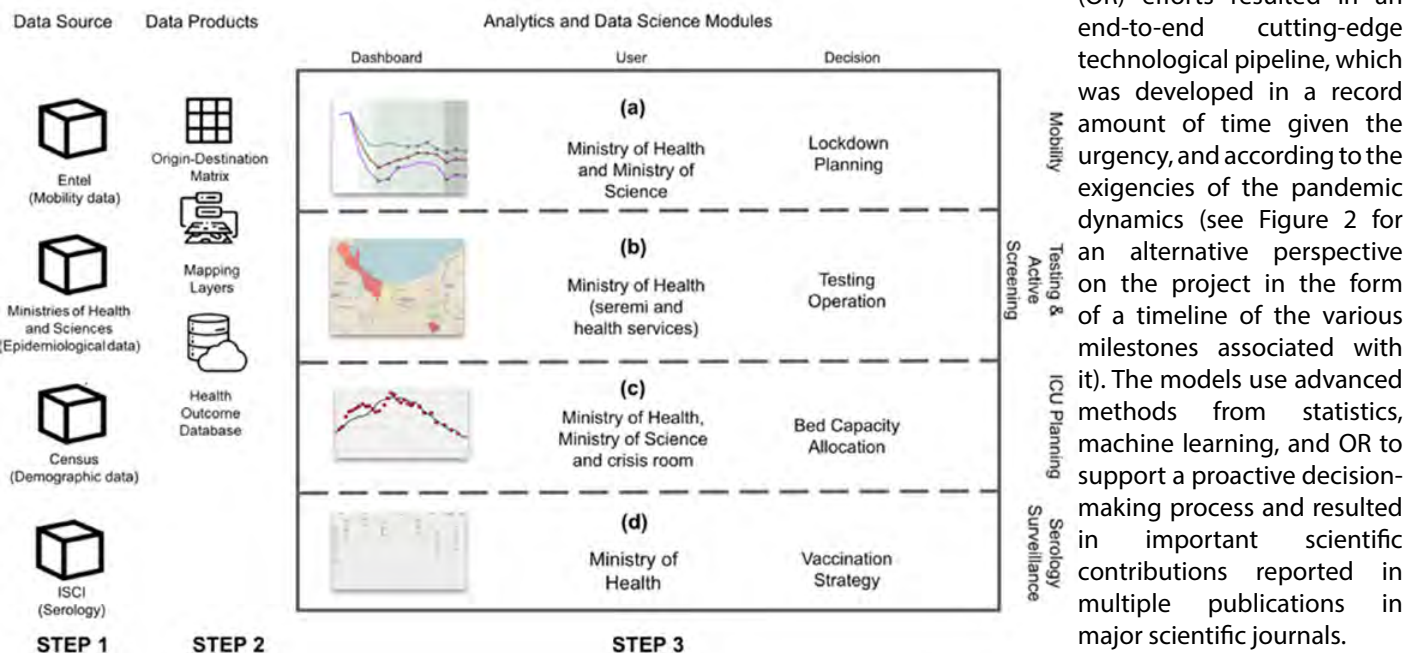 Data Source
Data Products
Analytics and Data Science Modules
Dashboard
User
Decision
Entel
(Mobility data)
Ministries of Health
and Sciences
(Epidemiological data)
Census
(Demographic data)
ISCI
(Serology)
STEP 1
Origin-Destination
Matrix
Mapping
Layers
Health
Outcome
Database
STEP 2
(a)
Ministry of Health
and Ministry of
Science
Lockdown
Planning
Mobility
(b)
Ministry of Health
(seremi and
health services)
Testing
Operation
Testing &
Active
Screening
(c)
Ministry of Health,
Ministry of Science
and crisis room
Bed Capacity
Allocation
ICU Planning
(d)
Ministry of
Health
Vaccination
Strategy
Serology
Surveillance
STEP 3
(OR) efforts resulted in an
end-to-end cutting-edge
technological pipeline, which
was developed in a record
amount of time given the
urgency, and according to the
exigencies of the pandemic
dynamics (see Figure 2 for
an alternative perspective
on the project in the form
of a timeline of the various
milestones associated with
it). The models use advanced
methods from statistics,
machine learning, and OR to
support a proactive decision-
making process and resulted
in important scientific
contributions reported in
multiple publications in
major scientific journals.